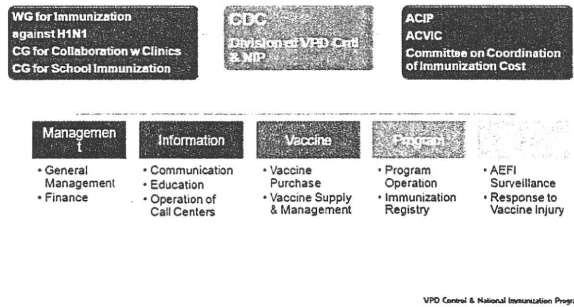 WG for Immunization
against H1N1
CG for Collaboration w Clinics
CG for School Immunization
CDC
Division of VPD Cntl
& NIP
ACIP
ACVIC
Committee on Coordination
of Immunization Cost
Managemen
t
• General
Management
• Finance
Information
• Communication
• Education
• Operation of
Call Centers
Vaccine
• Vaccine
Purchase
• Vaccine Supply
& Management
Program
• Program
Operation
• Immunization
Registry
• AEFI
Surveillance
• Response to
Vaccine Injury
VPD Control & National Immunization Progr